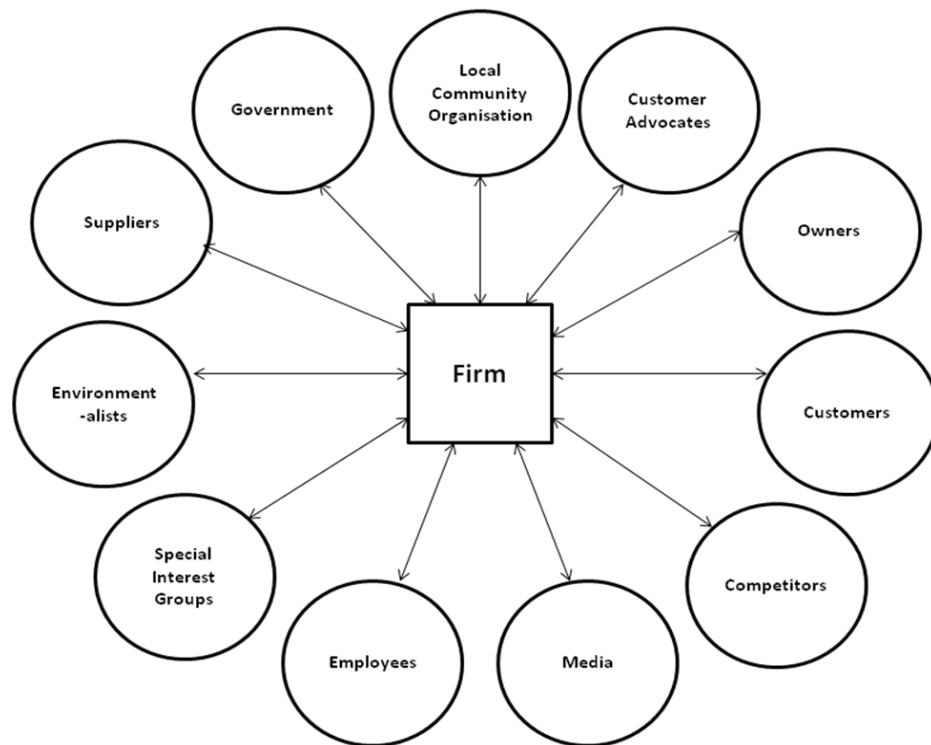 Local
Community
Organisation
Government
Customer
Advocates
Suppliers
Owners
Firm
Environment
-alists
Customers
Special
Interest
Groups
Competitors
Employees
Media